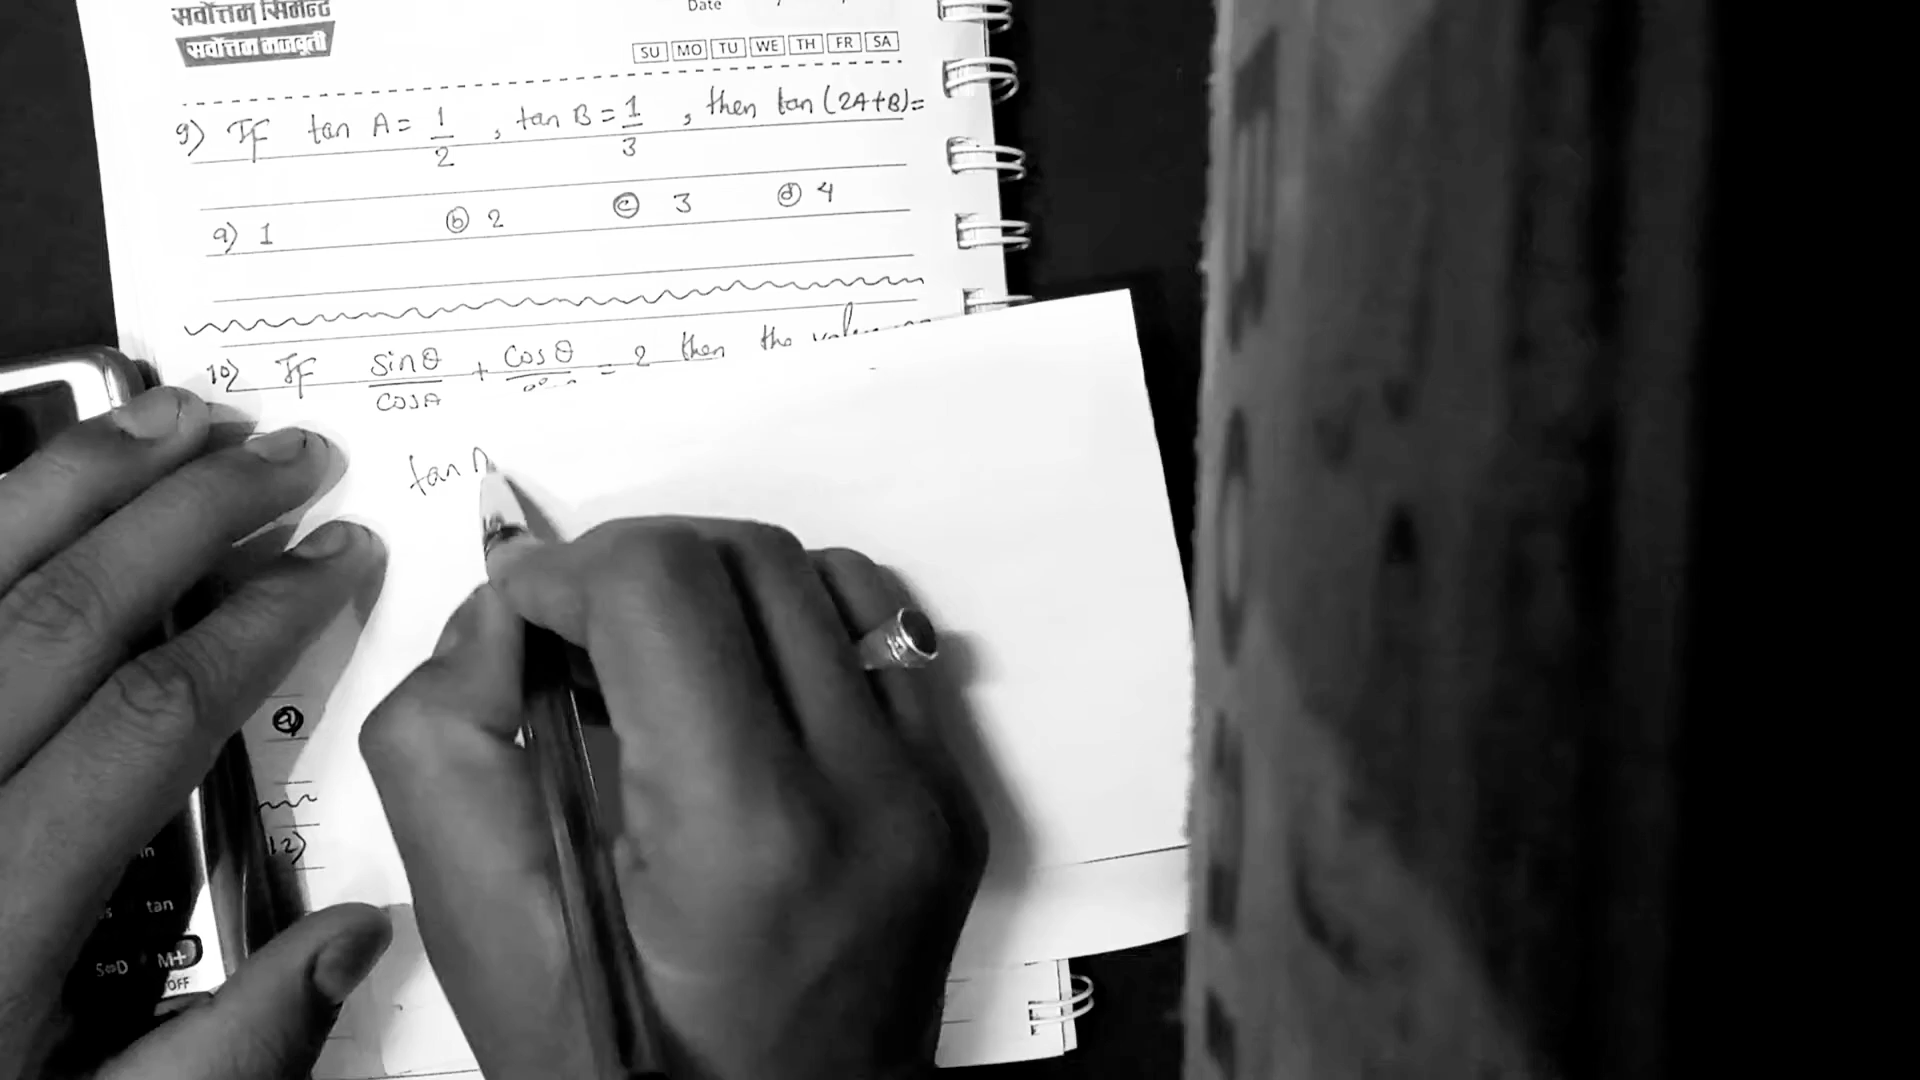 सर्वोत्तम सिमेन्ट
सर्वोत्तम मजबूती
Date
SU MO TU WE TH FR SA
9) If tan A = 1/2 , tan B = 1/3 , then tan (2A+B)=
a) 1 b 2 c 3 d 4
10) If sinθ/cosA + cosθ = 2 then the
tan A
a
12)
tan
S⇔D M+
OFF